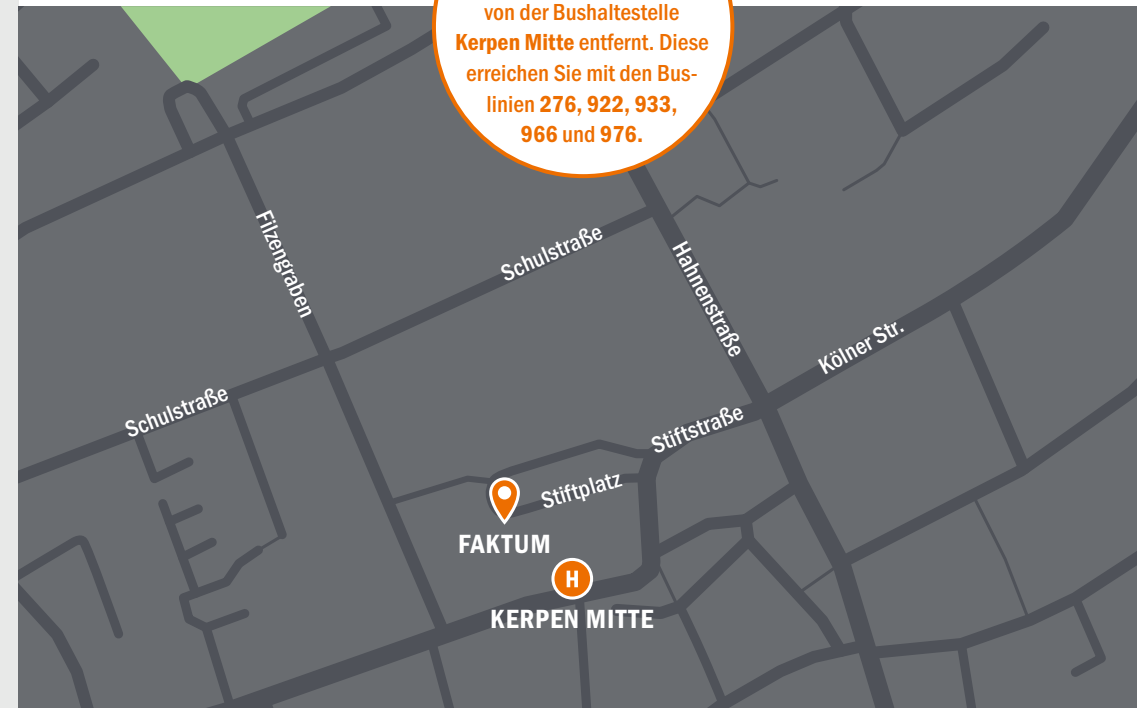 von der Bushaltestelle
Kerpen Mitte entfernt. Diese
erreichen Sie mit den Bus-
linien 276, 922, 933,
966 und 976.
Filzengraben
Schulstraße
Hahnenstraße
Kölner Str.
Schulstraße
Stiftstraße
Stiftplatz
FAKTUM
H
KERPEN MITTE